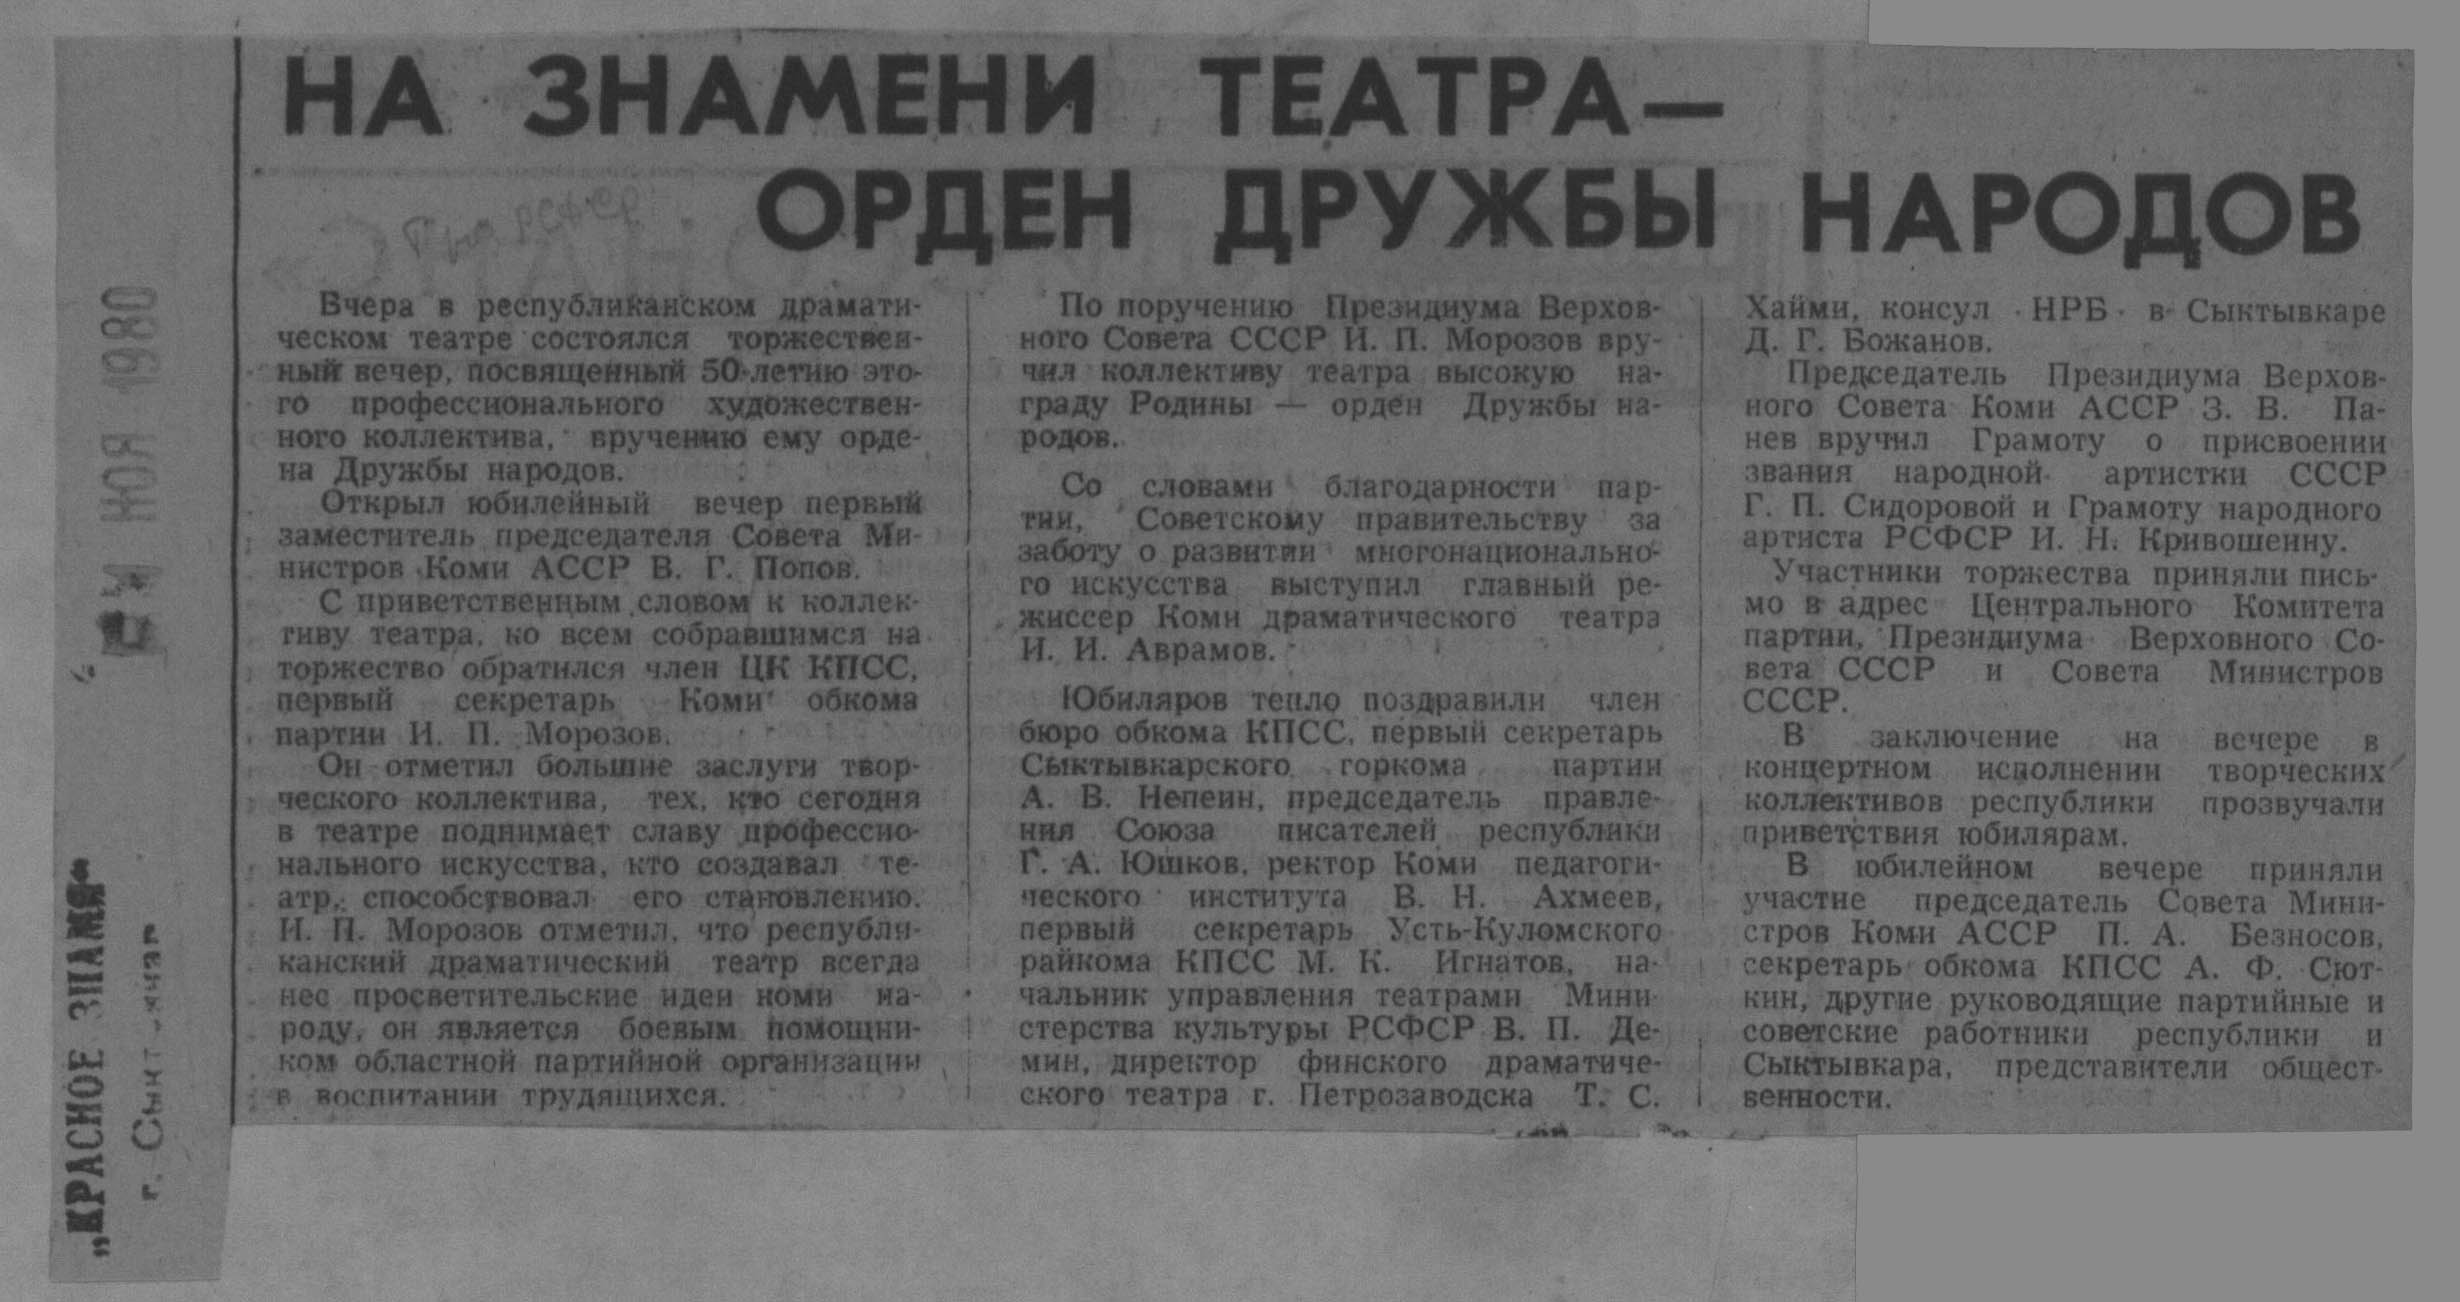 НА ЗНАМЕНИ ТЕАТРА—
ОРДЕН ДРУЖБЫ НАРОДОВ
Вчера в республиканском драмати-
ческом театре состоялся торжествен-
ный вечер, посвященный 50-летию это-
го профессионального художествен-
ного коллектива, вручению ему орде-
на Дружбы народов.
Открыл юбилейный вечер первый
заместитель председателя Совета Ми-
нистров Коми АССР В. Г. Попов.
С приветственным словом к коллек-
тиву театра, ко всем собравшимся на
торжество обратился член ЦК КПСС,
первый секретарь Коми обкома
партии И. П. Морозов.
Он отметил большие заслуги твор-
ческого коллектива, тех, кто сегодня
в театре поднимает славу профессио-
нального искусства, кто создавал те-
атр, способствовал его становлению.
И. П. Морозов отметил, что республи-
канский драматический театр всегда
нес просветительские идеи коми на-
роду, он является боевым помощни-
ком областной партийной организации
в воспитании трудящихся.
По поручению Президиума Верхов-
ного Совета СССР И. П. Морозов вру-
чил коллективу театра высокую на-
граду Родины — орден Дружбы на-
родов.
Со словами благодарности пар-
тии, Советскому правительству за
заботу о развитии многонационально-
го искусства выступил главный ре-
жиссер Коми драматического театра
И. И. Аврамов.
Юбиляров тепло поздравили член
бюро обкома КПСС, первый секретарь
Сыктывкарского горкома партии
А. В. Непеин, председатель правле-
ния Союза писателей республики
Г. А. Юшков, ректор Коми педагоги-
ческого института В. Н. Ахмеев,
первый секретарь Усть-Куломского
райкома КПСС М. К. Игнатов, на-
чальник управления театрами Мини-
стерства культуры РСФСР В. П. Де-
мин, директор финского драматиче-
ского театра г. Петрозаводска Т. С.
Хайми, консул НРБ в Сыктывкаре
Д. Г. Божанов.
Председатель Президиума Верхов-
ного Совета Коми АССР З. В. Па-
нев вручил Грамоту о присвоении
звания народной артистки СССР
Г. П. Сидоровой и Грамоту народного
артиста РСФСР И. Н. Кривошеину.
Участники торжества приняли пись-
мо в адрес Центрального Комитета
партии, Президиума Верховного Со-
вета СССР и Совета Министров
СССР.
В заключение на вечере в
концертном исполнении творческих
коллективов республики прозвучали
приветствия юбилярам.
В юбилейном вечере приняли
участие председатель Совета Мини-
стров Коми АССР П. А. Безносов,
секретарь обкома КПСС А. Ф. Сют-
кин, другие руководящие партийные и
советские работники республики и
Сыктывкара, представители общест-
венности.
„КРАСНОЕ ЗНАМЯ“
г.
НОЯ 1980
РСФСР